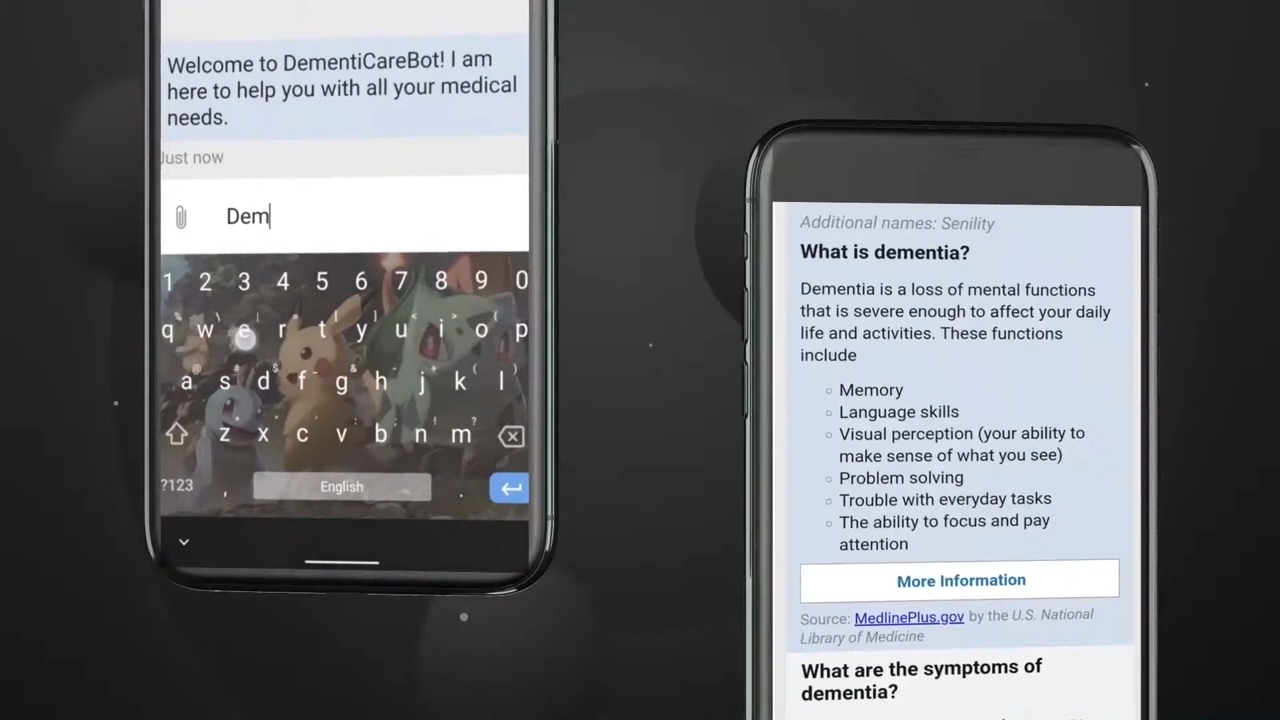 Welcome to DementiCareBot! I am
here to help you with all your medical
needs.
Just now
Dem
1 2 3 4 5 6 7 8 9 0
q w e r t y u i o p
a s d f g h j k l
z x c v b n m
?123 , English .
Additional names: Senility
What is dementia?
Dementia is a loss of mental functions
that is severe enough to affect your daily
life and activities. These functions
include
Memory
Language skills
Visual perception (your ability to
make sense of what you see)
Problem solving
Trouble with everyday tasks
The ability to focus and pay
attention
More Information
Source: MedlinePlus.gov by the U.S. National
Library of Medicine
What are the symptoms of
dementia?